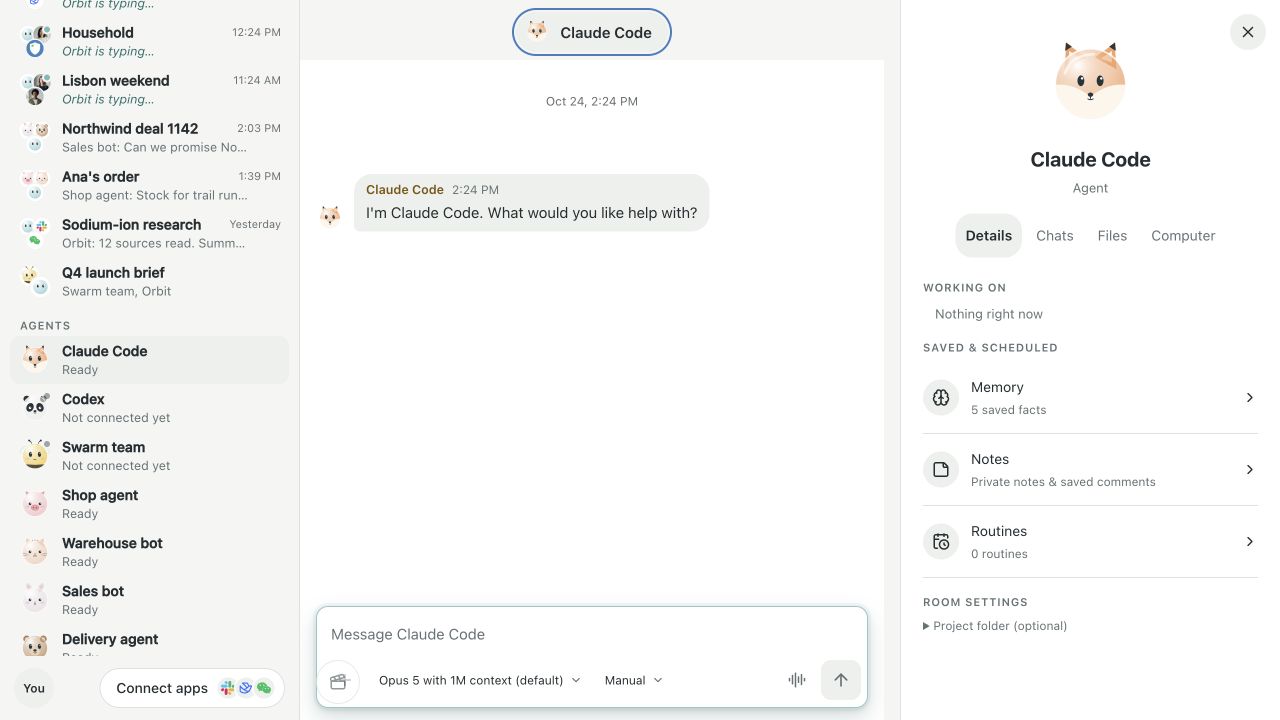 Orbit is typing...
Household
12:24 PM
Orbit is typing...
Lisbon weekend
11:24 AM
Orbit is typing...
Northwind deal 1142
2:03 PM
Sales bot: Can we promise No...
Ana's order
1:39 PM
Shop agent: Stock for trail run...
Sodium-ion research
Yesterday
Orbit: 12 sources read. Summ...
Q4 launch brief
Swarm team, Orbit
AGENTS
Claude Code
Ready
Codex
Not connected yet
Swarm team
Not connected yet
Shop agent
Ready
Warehouse bot
Ready
Sales bot
Ready
Delivery agent
Ready
You
Connect apps
Claude Code
Oct 24, 2:24 PM
Claude Code 2:24 PM
I'm Claude Code. What would you like help with?
Message Claude Code
Opus 5 with 1M context (default)
Manual
Claude Code
Agent
Details
Chats
Files
Computer
WORKING ON
Nothing right now
SAVED & SCHEDULED
Memory
5 saved facts
Notes
Private notes & saved comments
Routines
0 routines
ROOM SETTINGS
Project folder (optional)